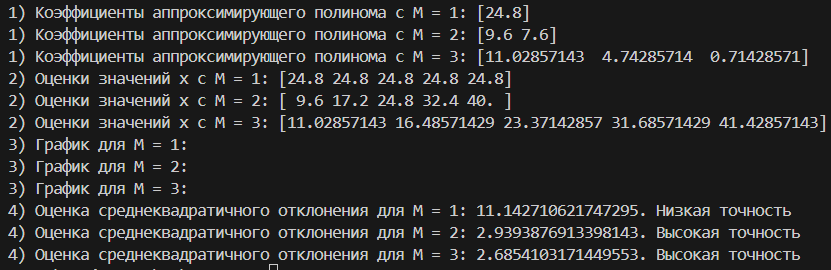 1) Коэффициенты аппроксимирующего полинома с M = 1: [24.8]
1) Коэффициенты аппроксимирующего полинома с M = 2: [9.6 7.6]
1) Коэффициенты аппроксимирующего полинома с M = 3: [11.02857143  4.74285714  0.71428571]
2) Оценки значений x с M = 1: [24.8 24.8 24.8 24.8 24.8]
2) Оценки значений x с M = 2: [ 9.6 17.2 24.8 32.4 40. ]
2) Оценки значений x с M = 3: [11.02857143 16.48571429 23.37142857 31.68571429 41.42857143]
3) График для M = 1:
3) График для M = 2:
3) График для M = 3:
4) Оценка среднеквадратичного отклонения для M = 1: 11.142710621747295. Низкая точность
4) Оценка среднеквадратичного отклонения для M = 2: 2.9393876913398143. Высокая точность
4) Оценка среднеквадратичного отклонения для M = 3: 2.6854103171449553. Высокая точность